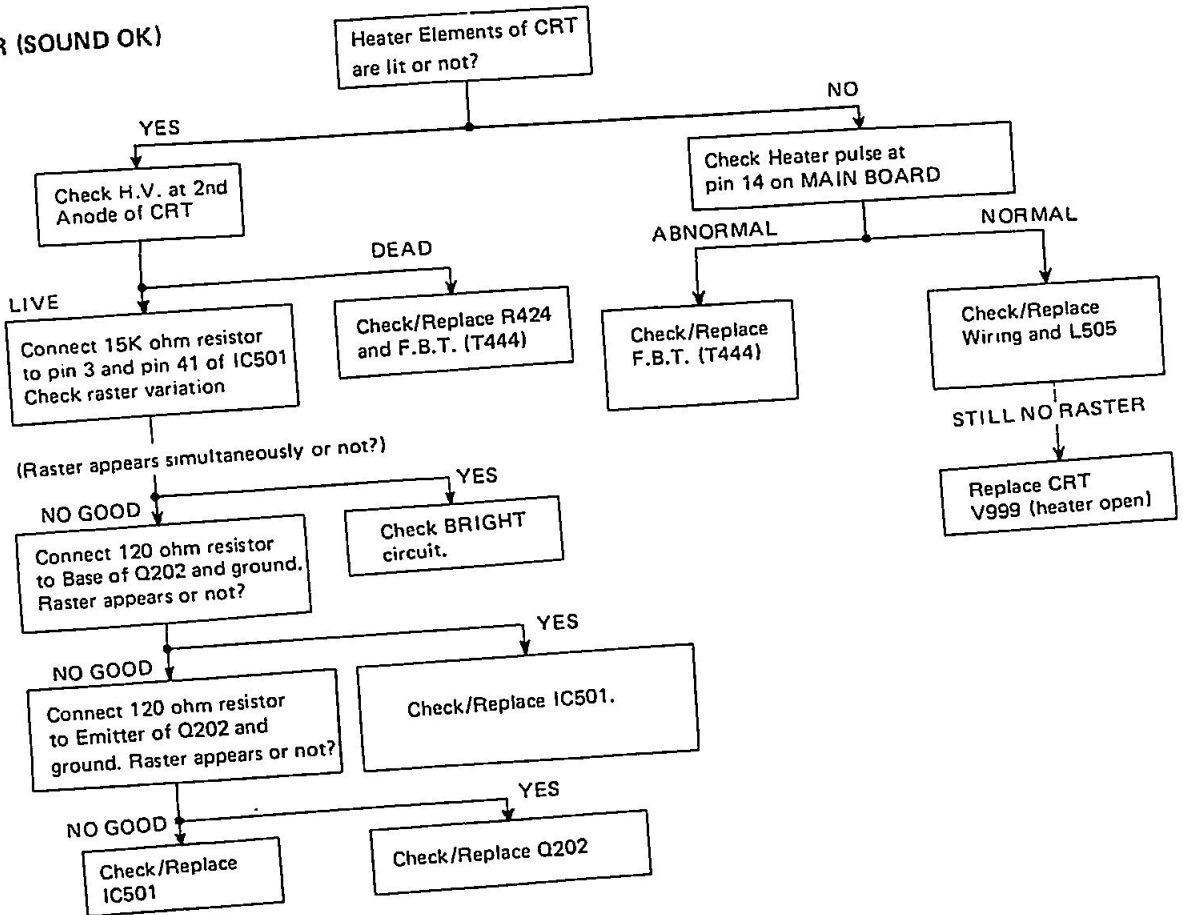 (SOUND OK)
Heater Elements of CRT
are lit or not?
YES
NO
Check H.V. at 2nd
Anode of CRT
Check Heater pulse at
pin 14 on MAIN BOARD
DEAD
ABNORMAL
NORMAL
LIVE
Connect 15K ohm resistor
to pin 3 and pin 41 of IC501
Check raster variation
Check/Replace R424
and F.B.T. (T444)
Check/Replace
F.B.T. (T444)
Check/Replace
Wiring and L505
STILL NO RASTER
(Raster appears simultaneously or not?)
YES
NO GOOD
Replace CRT
V999 (heater open)
Connect 120 ohm resistor
to Base of Q202 and ground.
Raster appears or not?
Check BRIGHT
circuit.
YES
NO GOOD
Connect 120 ohm resistor
to Emitter of Q202 and
ground. Raster appears or not?
Check/Replace IC501.
YES
NO GOOD
Check/Replace
IC501
Check/Replace Q202